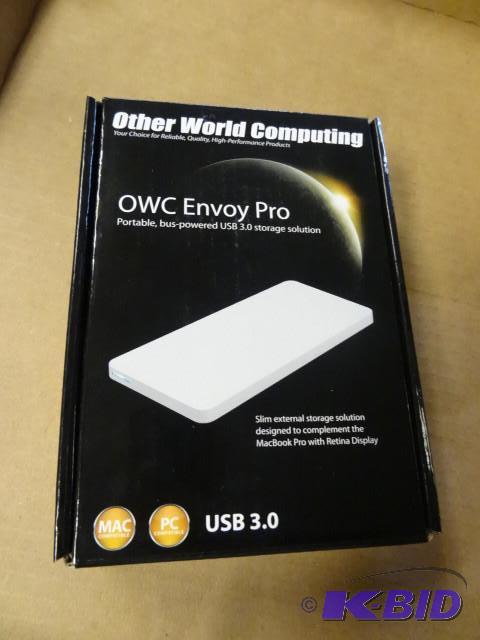 Other World Computing
Your Choice for Reliable, Quality, High-Performance Products
OWC Envoy Pro
Portable, bus-powered USB 3.0 storage solution
Slim external storage solution
designed to complement the
MacBook Pro with Retina Display
MAC
COMPATIBLE
PC
COMPATIBLE
USB 3.0
© K-BID